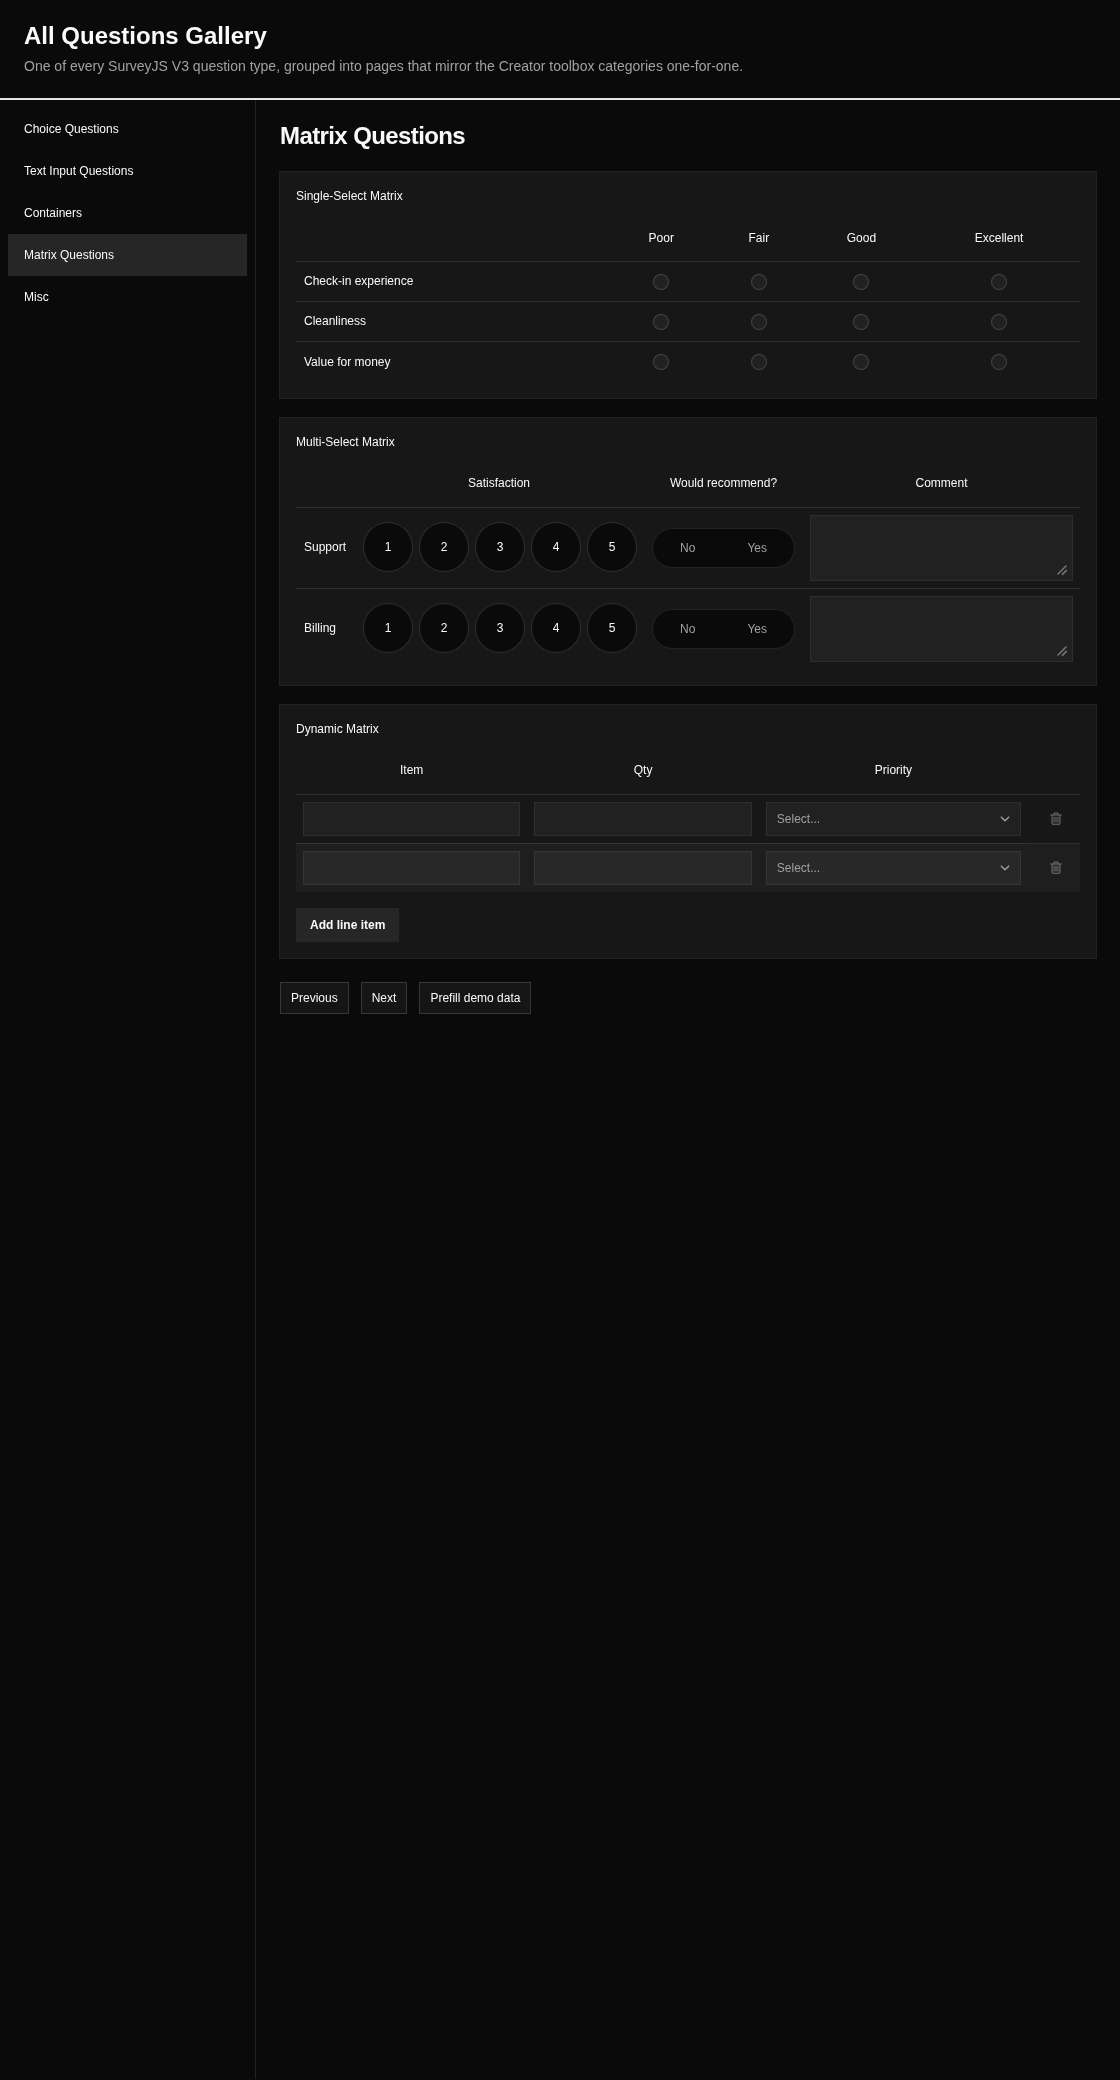 All Questions Gallery
One of every SurveyJS V3 question type, grouped into pages that mirror the Creator toolbox categories one-for-one.
Choice Questions
Text Input Questions
Containers
Matrix Questions
Misc
Matrix Questions
Single-Select Matrix
Poor Fair Good Excellent
Check-in experience
Cleanliness
Value for money
Multi-Select Matrix
Satisfaction Would recommend? Comment
Support 1 2 3 4 5 No Yes
Billing 1 2 3 4 5 No Yes
Dynamic Matrix
Item Qty Priority
Select...
Select...
Add line item
Previous Next Prefill demo data